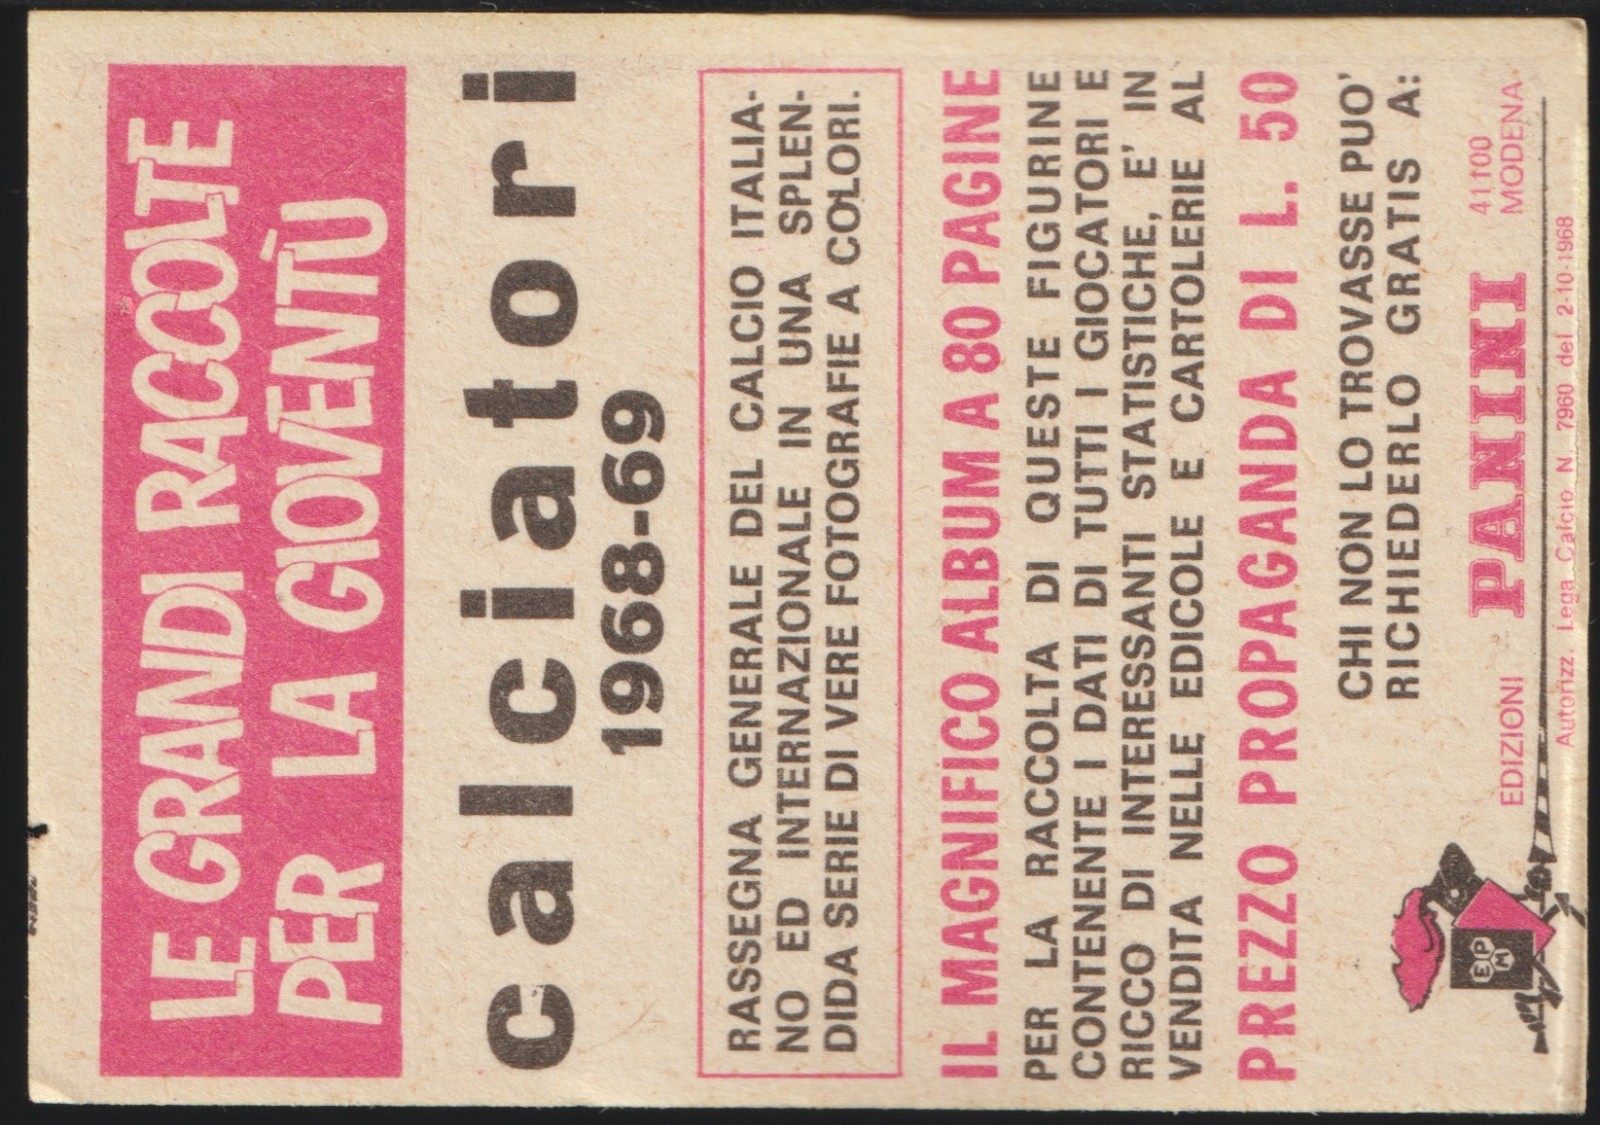 LE GRANDI RACCOLTE
PER LA GIOVENTÙ
calciatori
1968-69
RASSEGNA GENERALE DEL CALCIO ITALIA-
NO ED INTERNAZIONALE IN UNA SPLEN-
DIDA SERIE DI VERE FOTOGRAFIE A COLORI.
IL MAGNIFICO ALBUM A 80 PAGINE
PER LA RACCOLTA DI QUESTE FIGURINE
CONTENENTE I DATI DI TUTTI I GIOCATORI E
RICCO DI INTERESSANTI STATISTICHE, E' IN
VENDITA NELLE EDICOLE E CARTOLERIE AL
PREZZO PROPAGANDA DI L. 50
CHI NON LO TROVASSE PUO'
RICHIEDERLO GRATIS A:
EDIZIONI PANINI 41100
MODENA
Autorizz. Lega Calcio N. 7960 del 2-10-1968
EPM